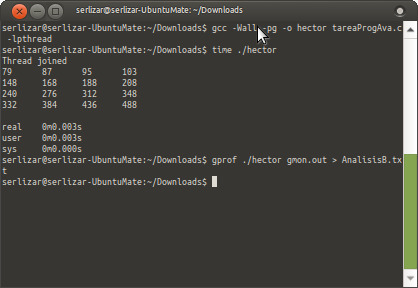 serlizar@serlizar-UbuntuMate: ~/Downloads
serlizar@serlizar-UbuntuMate:~/Downloads$ gcc -Wall -pg -o hector tareaProgAva.c
-lpthread
serlizar@serlizar-UbuntuMate:~/Downloads$ time ./hector
Thread joined
79 87 95 103
148 168 188 208
240 276 312 348
332 384 436 488
real 0m0.003s
user 0m0.003s
sys 0m0.000s
serlizar@serlizar-UbuntuMate:~/Downloads$ gprof ./hector gmon.out > AnalisisB.tx
t
serlizar@serlizar-UbuntuMate:~/Downloads$